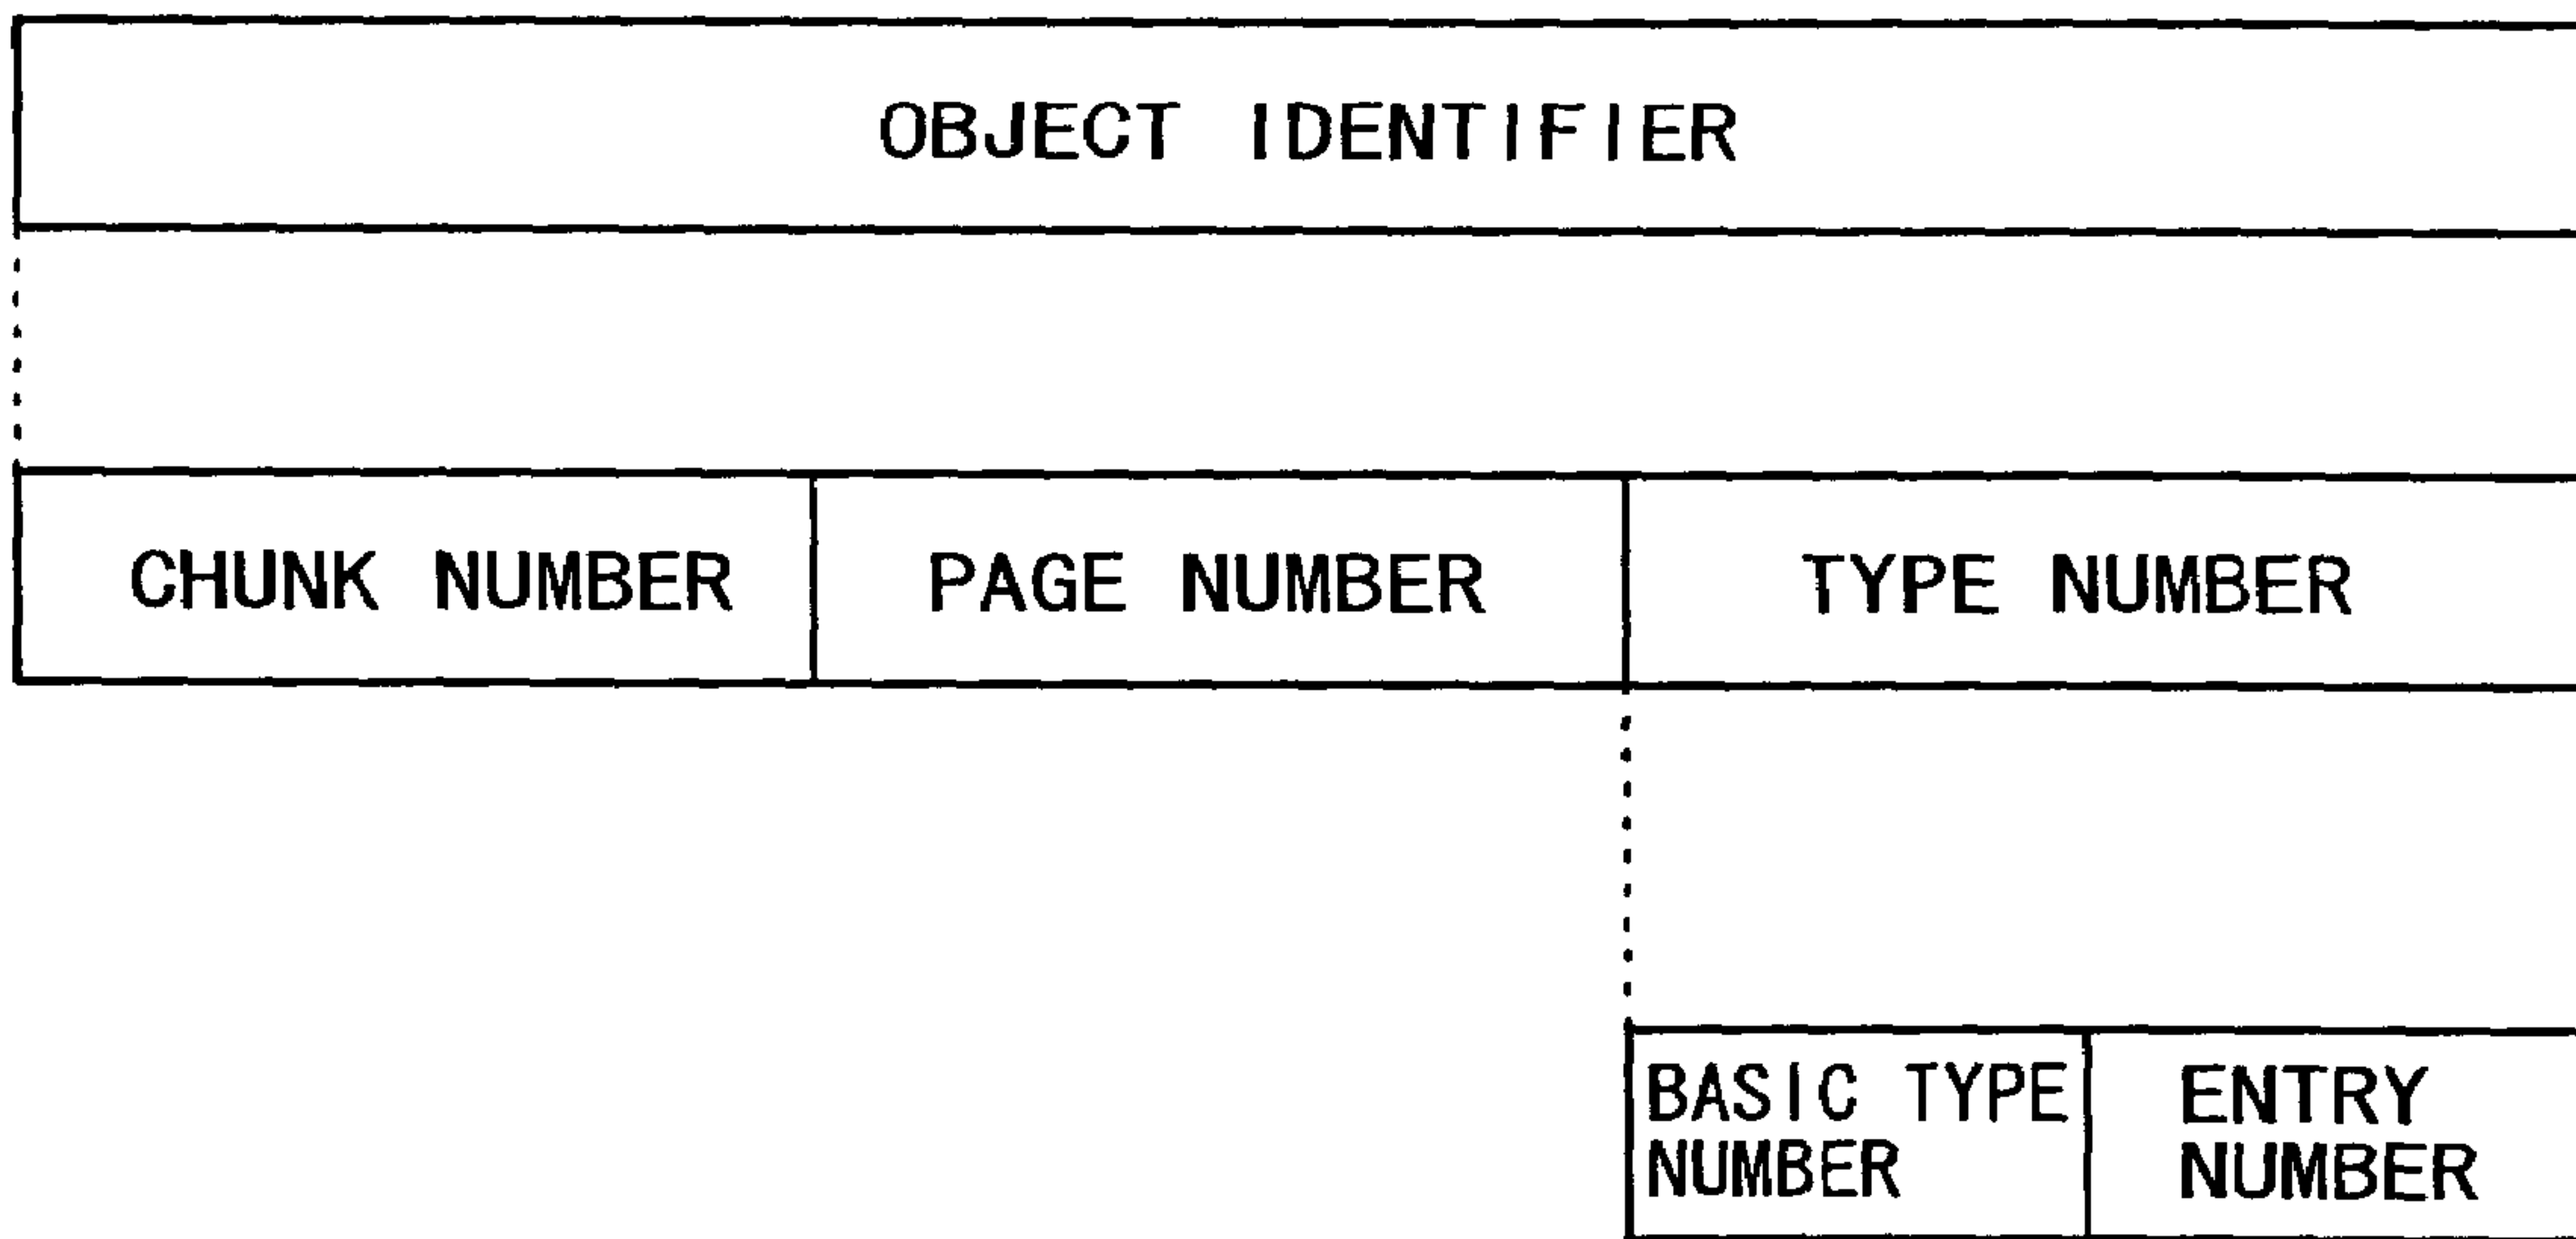 OBJECT IDENTIFIER
CHUNK NUMBER
PAGE NUMBER
TYPE NUMBER
BASIC TYPE
NUMBER
ENTRY
NUMBER